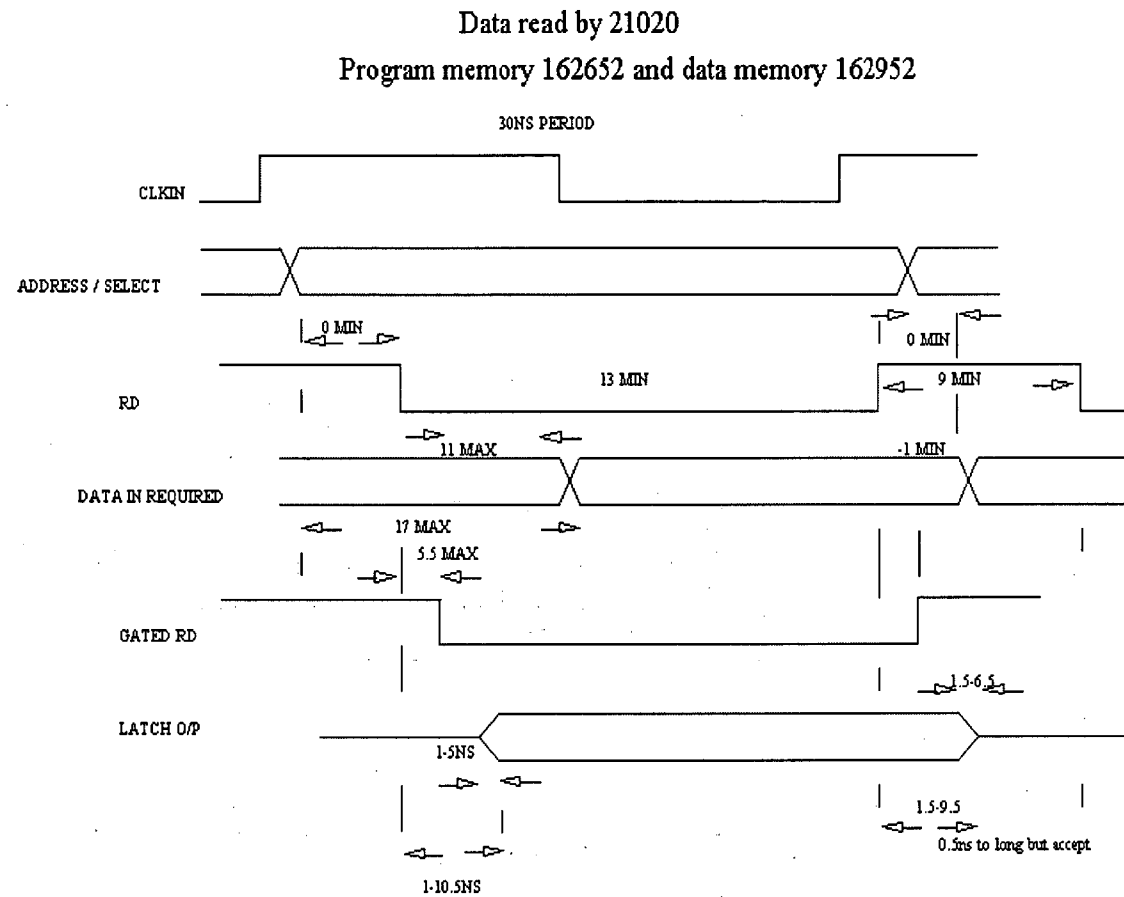 Data read by 21020
Program memory 162652 and data memory 162952
30NS PERIOD
CLKIN
ADDRESS / SELECT
0 MIN
0 MIN
13 MIN
9 MIN
RD
11 MAX
-1 MIN
DATA IN REQUIRED
17 MAX
5.5 MAX
GATED RD
1.5-6.5
LATCH O/P
1-5NS
1.5-9.5
0.5ns to long but accept
1-10.5NS